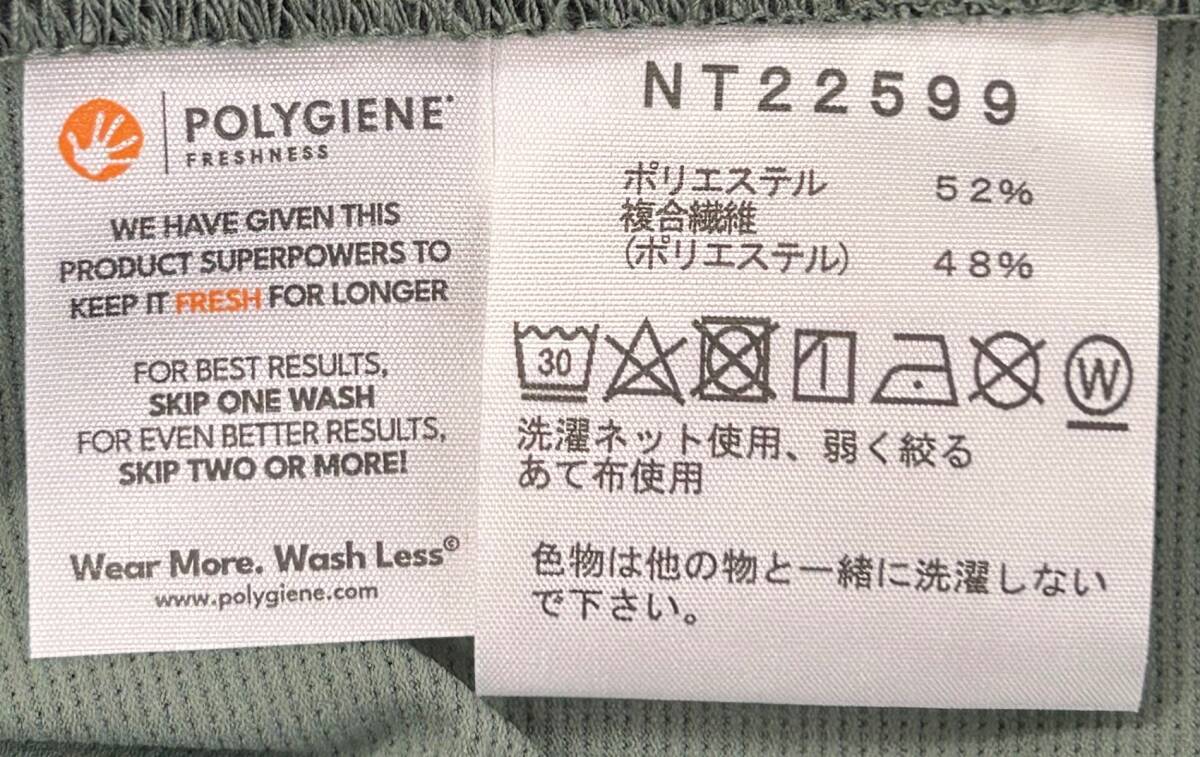 POLYGIENE®
FRESHNESS
WE HAVE GIVEN THIS
PRODUCT SUPERPOWERS TO
KEEP IT FRESH FOR LONGER
FOR BEST RESULTS,
SKIP ONE WASH
FOR EVEN BETTER RESULTS,
SKIP TWO OR MORE!
Wear More. Wash Less©
www.polygiene.com
NT22599
ポリエステル 52%
複合繊維
(ポリエステル) 48%
30 W
洗濯ネット使用、弱く絞る
あて布使用
色物は他の物と一緒に洗濯しない
で下さい。